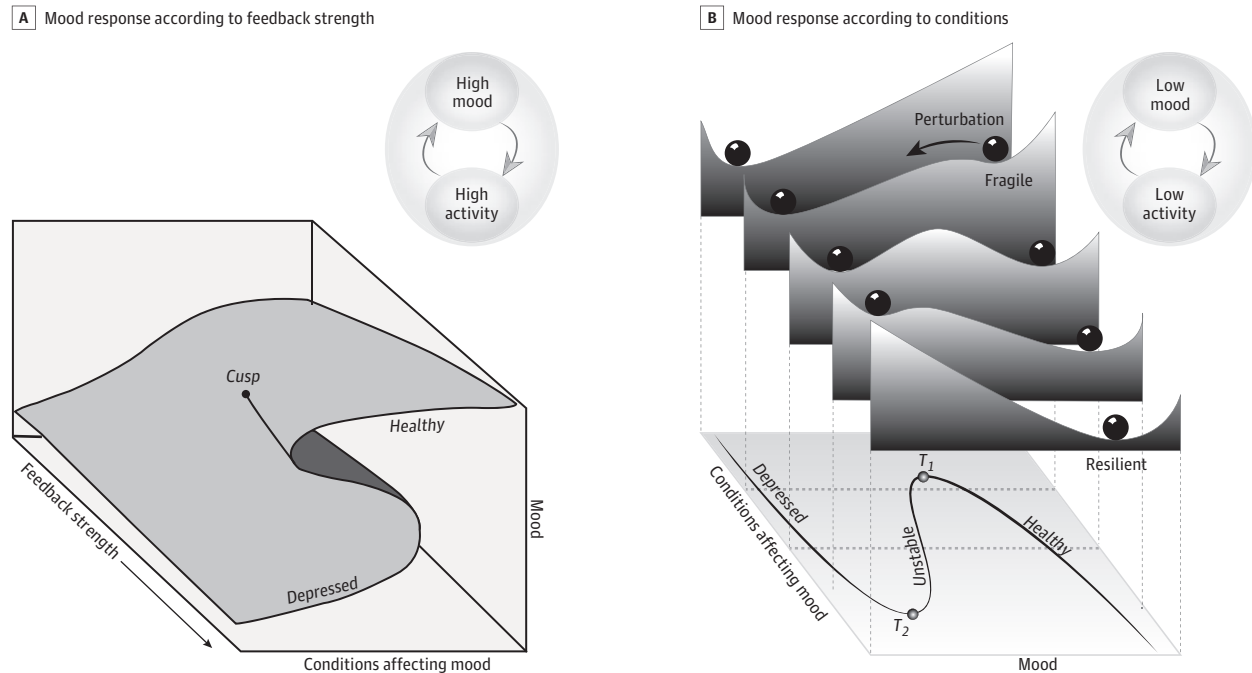 A Mood response according to feedback strength
High
mood
High
activity
Cusp
Healthy
Feedback strength
Mood
Depressed
Conditions affecting mood
B Mood response according to conditions
Perturbation
Fragile
Low
mood
Low
activity
Resilient
T1
Depressed
Conditions affecting mood
Unstable
Healthy
T2
Mood